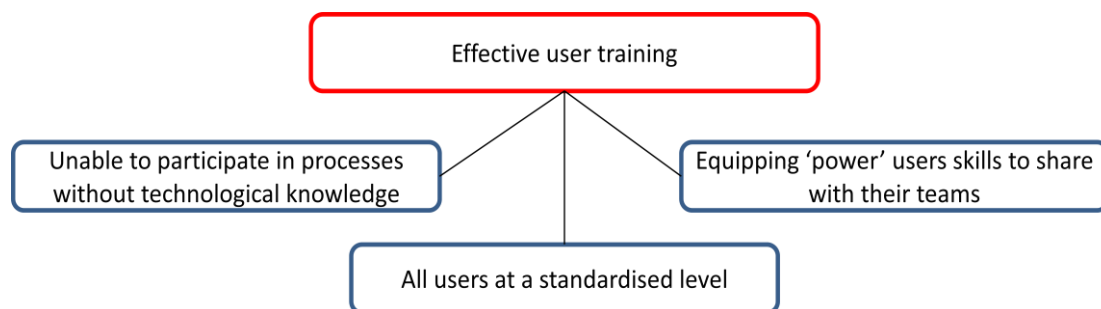 Effective user training
Unable to participate in processes
without technological knowledge
Equipping ‘power’ users skills to share
with their teams
All users at a standardised level